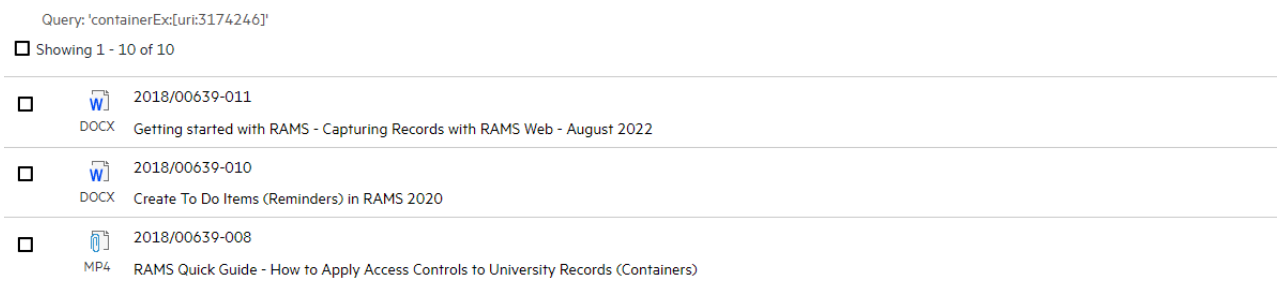 Query: 'containerEx:[uri:3174246]'
Showing 1 - 10 of 10
2018/00639-011
DOCX Getting started with RAMS - Capturing Records with RAMS Web - August 2022
2018/00639-010
DOCX Create To Do Items (Reminders) in RAMS 2020
2018/00639-008
MP4 RAMS Quick Guide - How to Apply Access Controls to University Records (Containers)